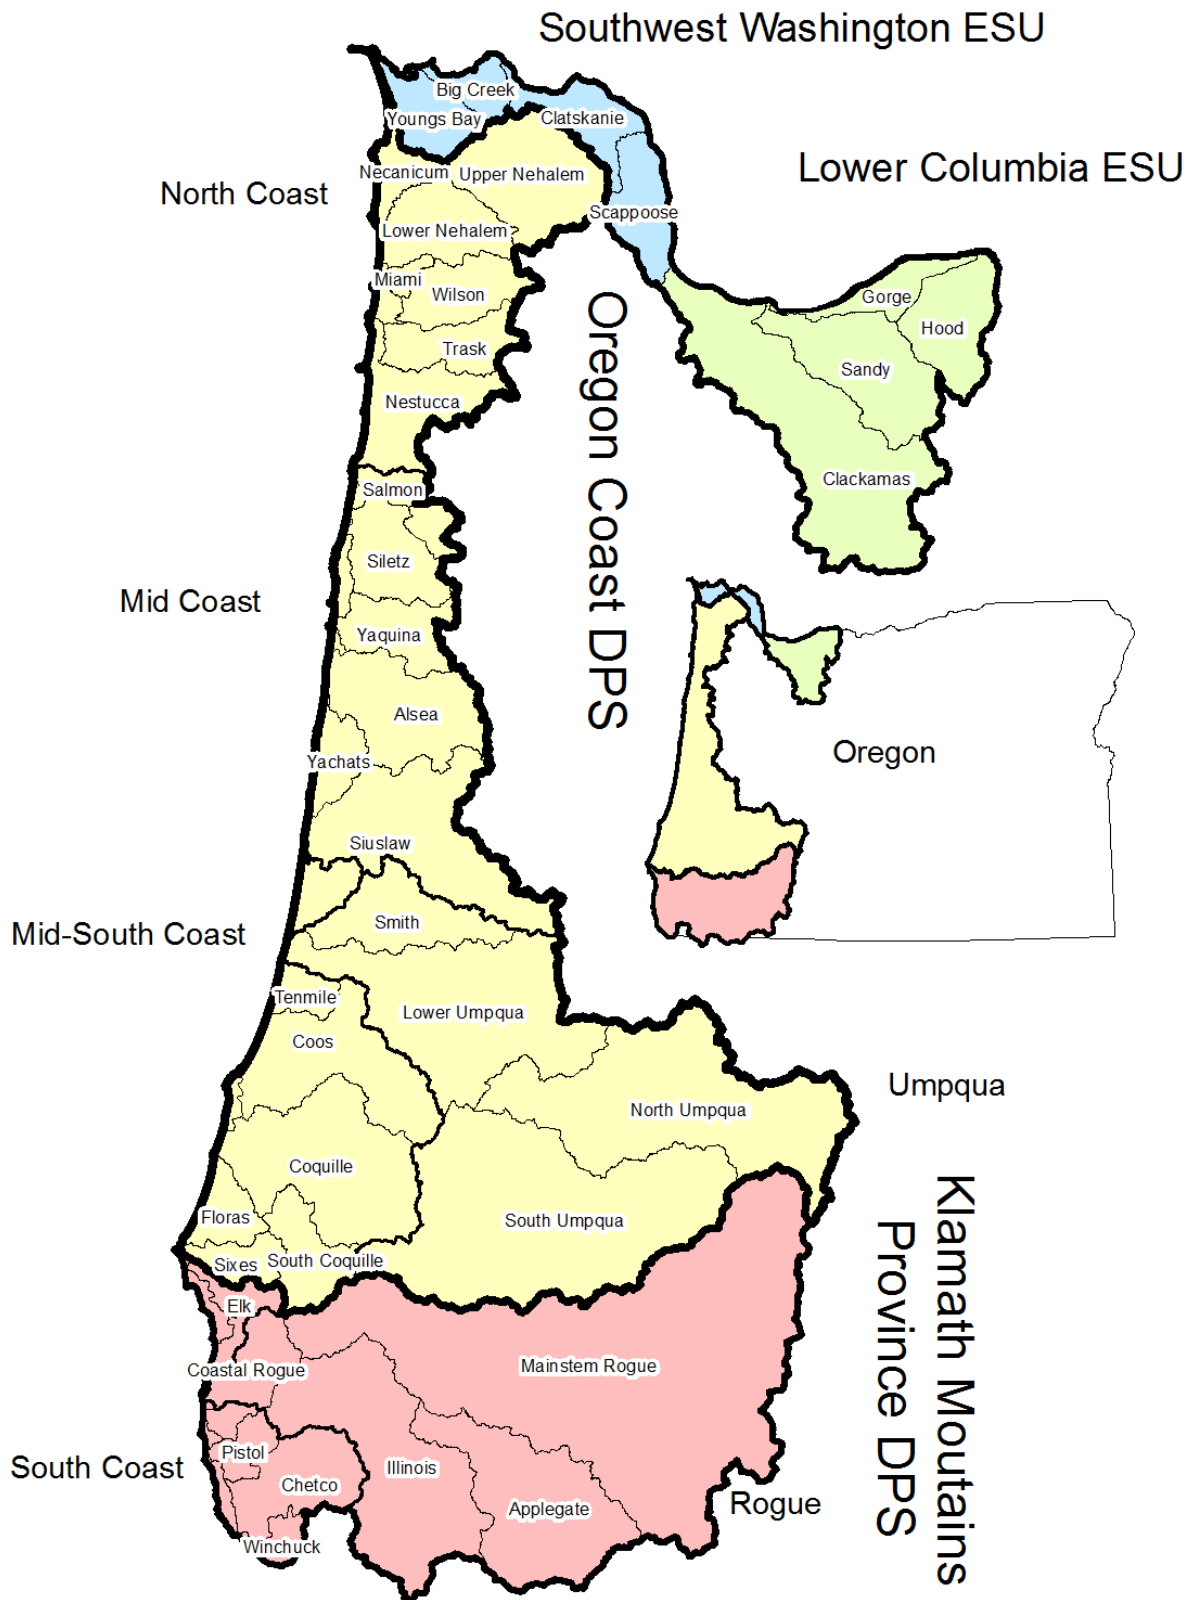 Southwest Washington ESU
Big Creek
Youngs Bay
Clatskanie
Lower Columbia ESU
North Coast
Necanicum
Upper Nehalem
Scappoose
Lower Nehalem
Miami
Wilson
Gorge
Hood
Trask
Sandy
Nestucca
Clackamas
Salmon
Oregon Coast DPS
Siletz
Mid Coast
Yaquina
Alsea
Yachats
Oregon
Siuslaw
Smith
Mid-South Coast
Tenmile
Lower Umpqua
Coos
Umpqua
North Umpqua
Coquille
Floras
South Umpqua
Sixes
South Coquille
Elk
Coastal Rogue
Mainstem Rogue
Klamath Moutains
Province DPS
Pistol
South Coast
Illinois
Chetco
Applegate
Rogue
Winchuck